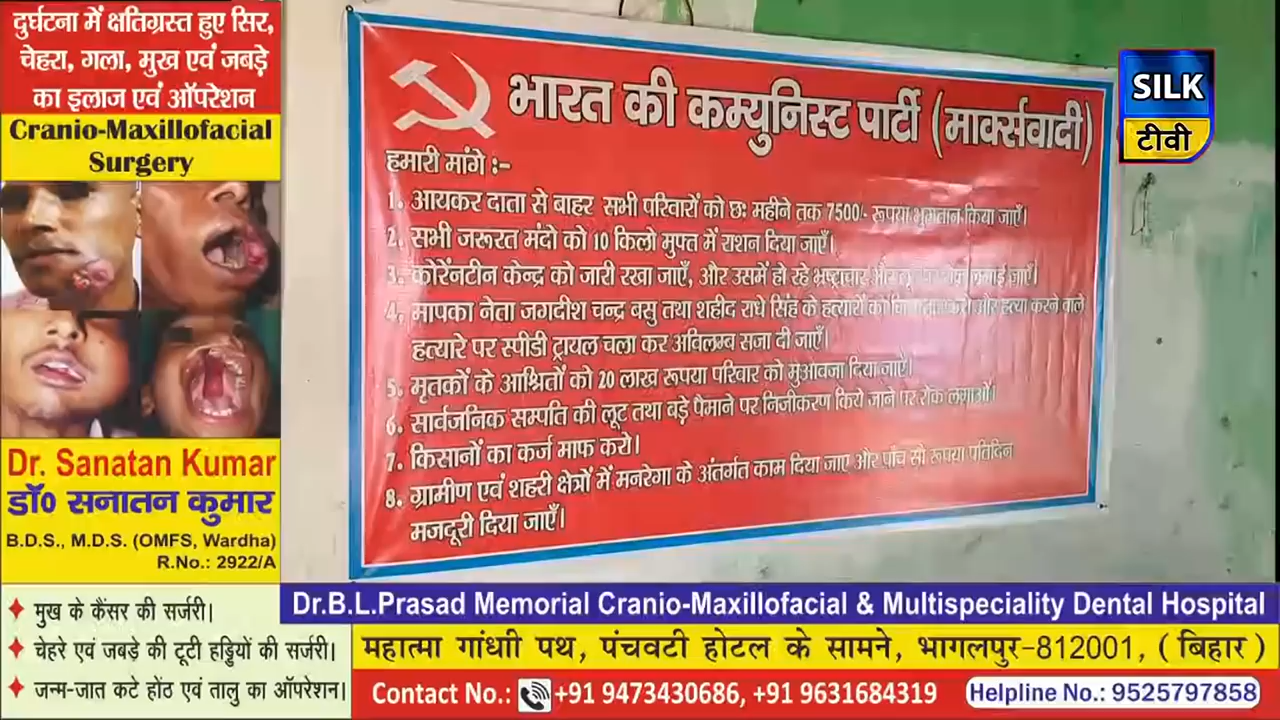 दुर्घटना में क्षतिग्रस्त हुए सिर,
चेहरा, गला, मुख एवं जबड़े
का इलाज एवं ऑपरेशन
Cranio-Maxillofacial
Surgery
Dr. Sanatan Kumar
डॉ० सनातन कुमार
B.D.S., M.D.S. (OMFS, Wardha)
R.No.: 2922/A
मुख के कैंसर की सर्जरी।
चेहरे एवं जबड़े की टूटी हड्डियों की सर्जरी।
जन्म-जात कटे होंठ एवं तालु का ऑपरेशन।
SILK
टीवी
भारत की कम्युनिस्ट पार्टी (मार्क्सवादी)
हमारी मांगे :-
1. आयकर दाता से बाहर सभी परिवारों को छः महीने तक 7500/- रूपया भुगतान किया जाएँ।
2. सभी जरूरत मंदो को 10 किलो मुफ्त में राशन दिया जाएँ।
3. कोरेंनटीन केन्द्र को जारी रखा जाएँ, और उसमें हो रहे भ्रष्ट्राचार और जाएँ।
4. मापका नेता जगदीश चन्द्र बसु तथा शहीद राधे सिंह के हत्यारों को और हत्या करने वाले
हत्यारे पर स्पीडी ट्रायल चला कर अविलम्ब सजा दी जाएँ।
5. मृतकों के आश्रितों को 20 लाख रूपया परिवार को मुआवजा दिया जाएँ।
6. सार्वजनिक सम्पति की लूट तथा बड़े पैमाने पर निजीकरण किये जाने पर रोक लगाओं।
7. किसानों का कर्ज माफ करो।
8. ग्रामीण एवं शहरी क्षेत्रों में मनरेगा के अंतर्गत काम दिया जाए और पाँच सौ रूपया प्रतिदिन
मजदूरी दिया जाएँ।
Dr.B.L.Prasad Memorial Cranio-Maxillofacial & Multispeciality Dental Hospital
महात्मा गांधी पथ, पंचवटी होटल के सामने, भागलपुर-812001, ( बिहार )
Contact No.: +91 9473430686, +91 9631684319
Helpline No.: 9525797858